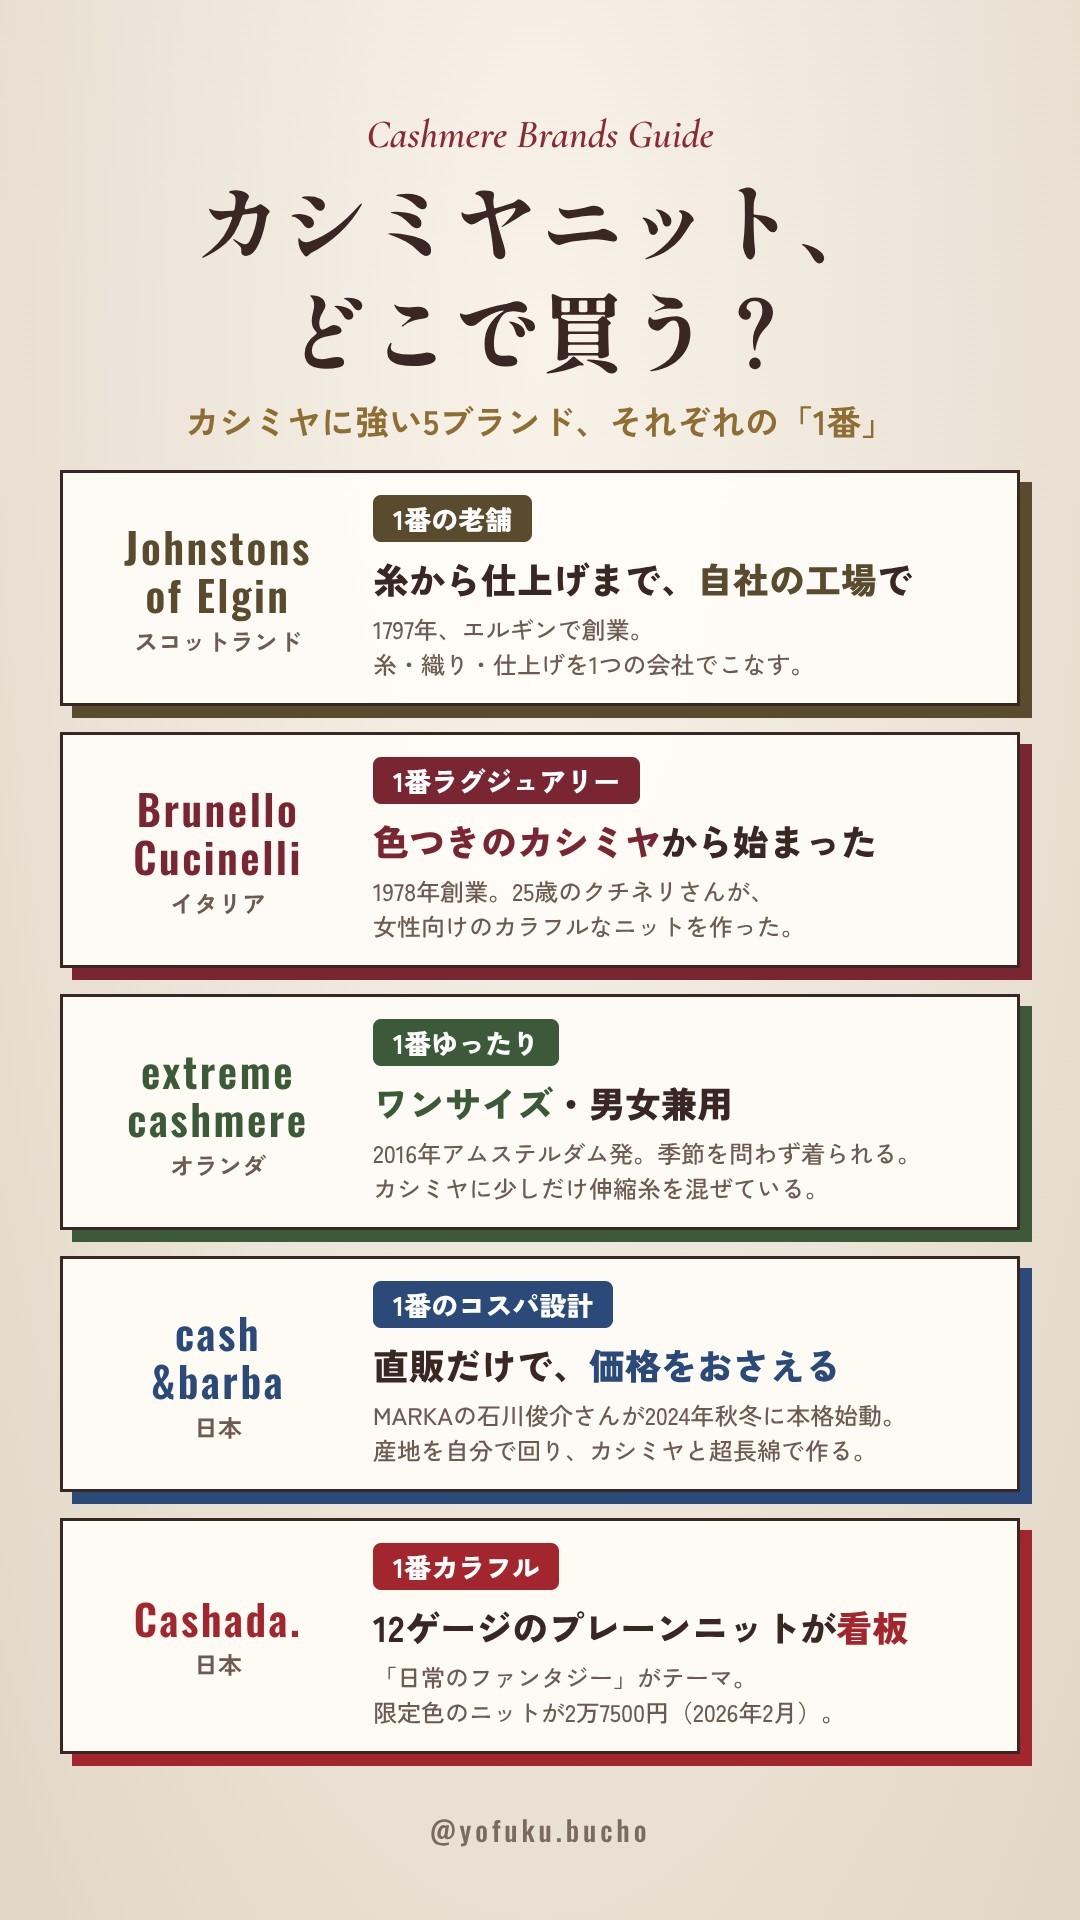 Cashmere Brands Guide
カシミヤニット、
どこで買う？
カシミヤに強い5ブランド、それぞれの「1番」
Johnstons
of Elgin
スコットランド
1番の老舗
糸から仕上げまで、自社の工場で
1797年、エルギンで創業。
糸・織り・仕上げを1つの会社でこなす。
Brunello
Cucinelli
イタリア
1番ラグジュアリー
色つきのカシミヤから始まった
1978年創業。25歳のクチネリさんが、
女性向けのカラフルなニットを作った。
extreme
cashmere
オランダ
1番ゆったり
ワンサイズ・男女兼用
2016年アムステルダム発。季節を問わず着られる。
カシミヤに少しだけ伸縮糸を混ぜている。
cash
&barba
日本
1番のコスパ設計
直販だけで、価格をおさえる
MARKAの石川俊介さんが2024年秋冬に本格始動。
産地を自分で回り、カシミヤと超長綿で作る。
Cashada.
日本
1番カラフル
12ゲージのプレーンニットが看板
「日常のファンタジー」がテーマ。
限定色のニットが2万7500円（2026年2月）。
@yofuku.bucho